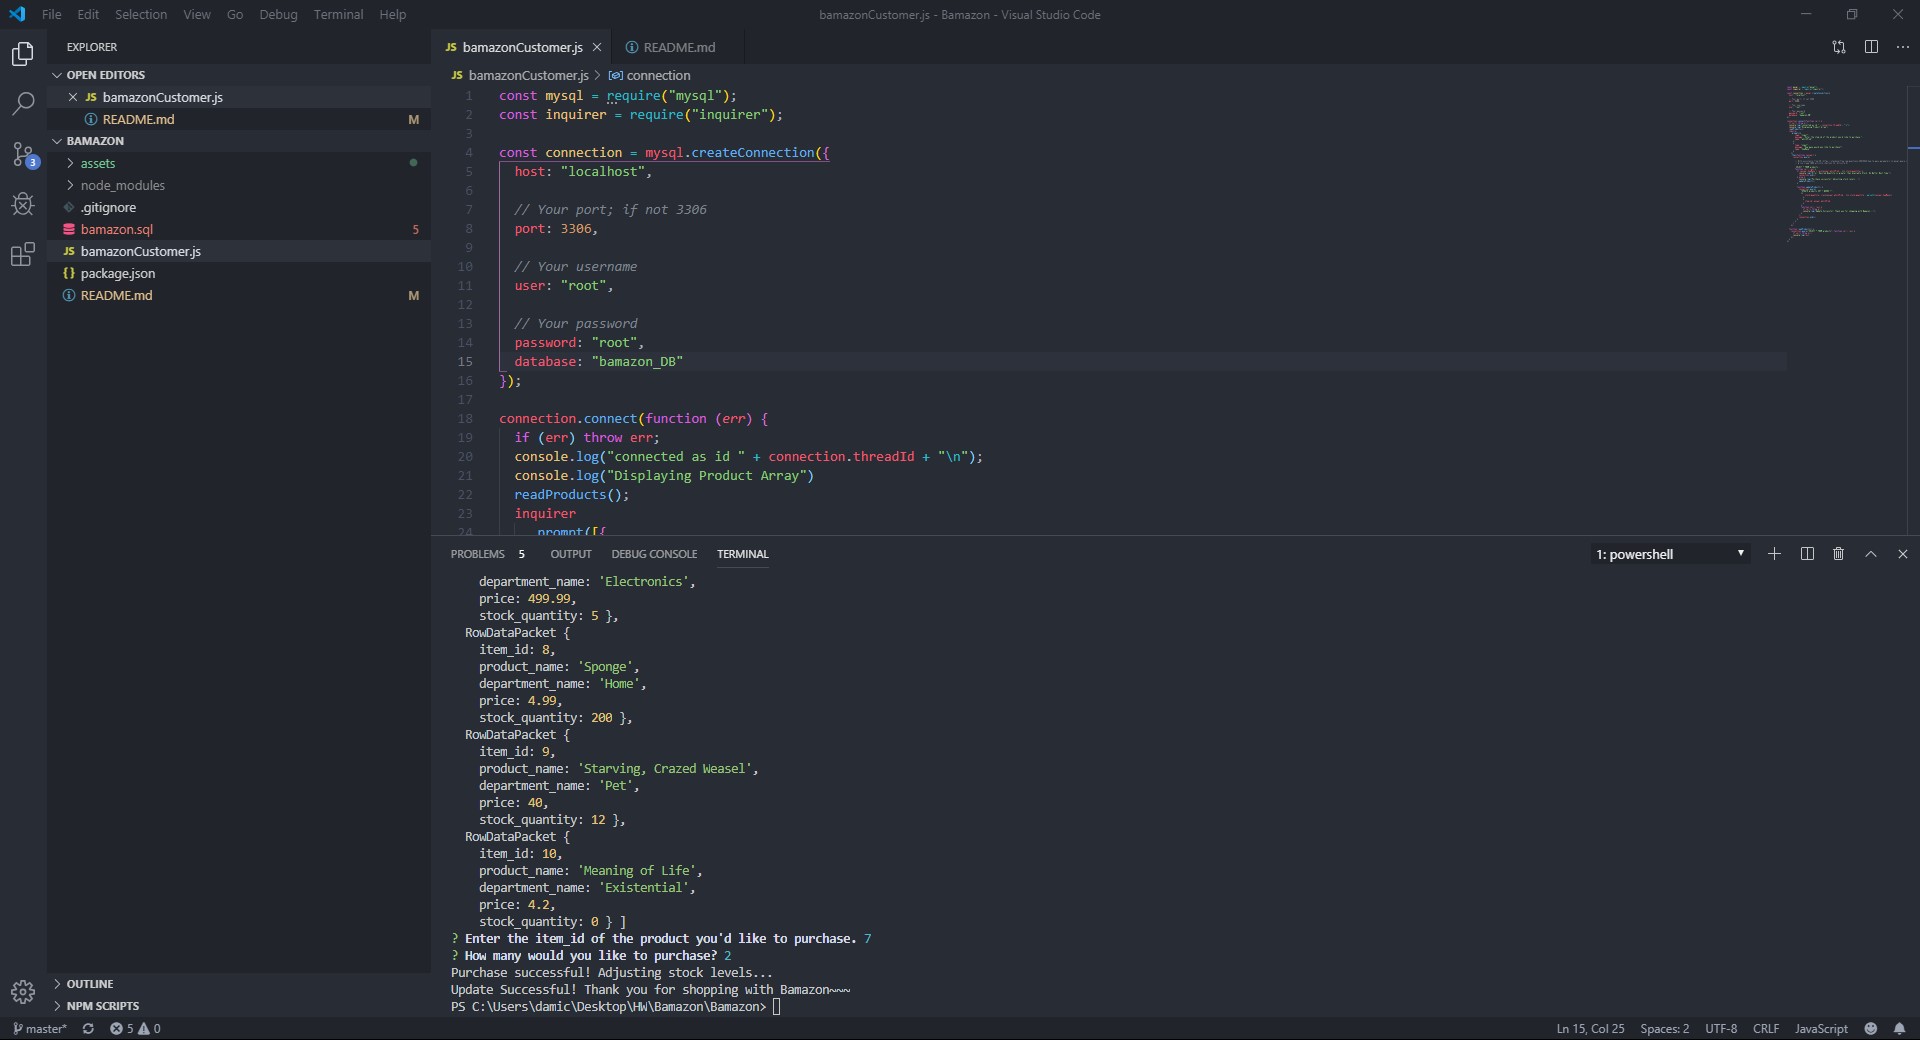 File Edit Selection View Go Debug Terminal Help
bamazonCustomer.js - Bamazon - Visual Studio Code
EXPLORER
OPEN EDITORS
JS bamazonCustomer.js
README.md M
BAMAZON
assets
node_modules
.gitignore
bamazon.sql 5
JS bamazonCustomer.js
{} package.json
README.md M
OUTLINE
NPM SCRIPTS
3
JS bamazonCustomer.js README.md
JS bamazonCustomer.js > connection
1 const mysql = require("mysql");
2 const inquirer = require("inquirer");
3
4 const connection = mysql.createConnection({
5 host: "localhost",
6
7 // Your port; if not 3306
8 port: 3306,
9
10 // Your username
11 user: "root",
12
13 // Your password
14 password: "root",
15 database: "bamazon_DB"
16 });
17
18 connection.connect(function (err) {
19 if (err) throw err;
20 console.log("connected as id " + connection.threadId + "\n");
21 console.log("Displaying Product Array")
22 readProducts();
23 inquirer
24 .prompt([{
PROBLEMS 5 OUTPUT DEBUG CONSOLE TERMINAL 1: powershell
department_name: 'Electronics',
price: 499.99,
stock_quantity: 5 },
RowDataPacket {
item_id: 8,
product_name: 'Sponge',
department_name: 'Home',
price: 4.99,
stock_quantity: 200 },
RowDataPacket {
item_id: 9,
product_name: 'Starving, Crazed Weasel',
department_name: 'Pet',
price: 40,
stock_quantity: 12 },
RowDataPacket {
item_id: 10,
product_name: 'Meaning of Life',
department_name: 'Existential',
price: 4.2,
stock_quantity: 0 } ]
? Enter the item_id of the product you'd like to purchase. 7
? How many would you like to purchase? 2
Purchase successful! Adjusting stock levels...
Update Successful! Thank you for shopping with Bamazon~~~
PS C:\Users\damic\Desktop\HW\Bamazon\Bamazon>
master* 5 0 Ln 15, Col 25 Spaces: 2 UTF-8 CRLF JavaScript